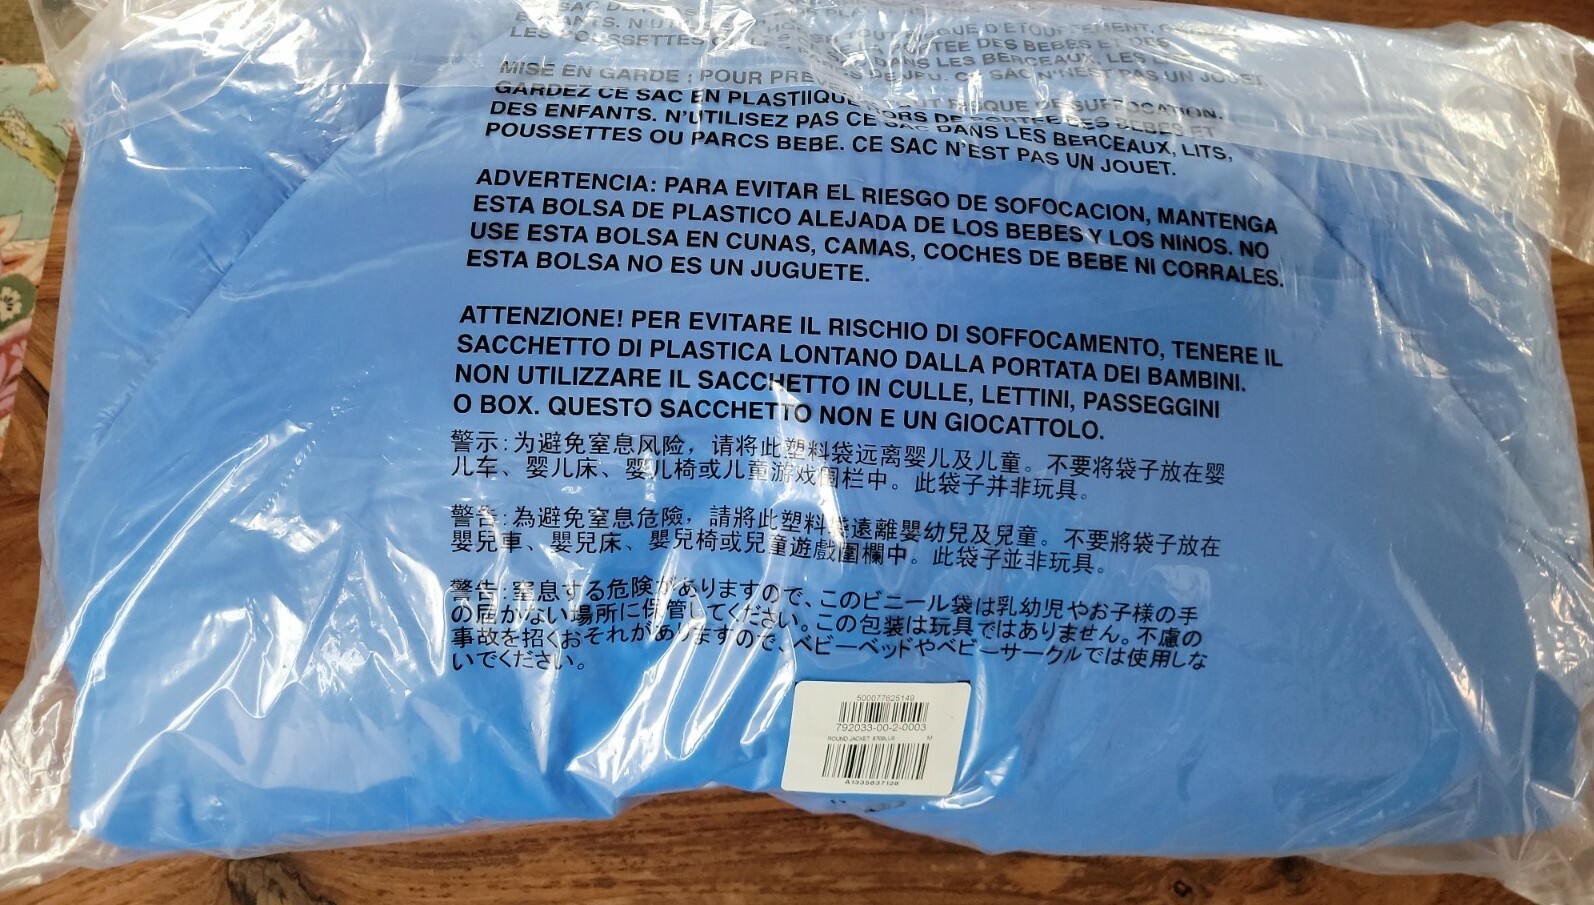 ENFANTS.
LES POUSSETTES
MISE EN GARDE : POUR
GARDEZ CE SAC EN PLASTIIQUE TOUT RISQUE DE SUFFOCATION.
DES ENFANTS. N'UTILISEZ PAS CE SAC DANS LES BERCEAUX, LITS,
POUSSETTES OU PARCS BEBE. CE SAC N'EST PAS UN JOUET.
ADVERTENCIA: PARA EVITAR EL RIESGO DE SOFOCACION, MANTENGA
ESTA BOLSA DE PLASTICO ALEJADA DE LOS BEBES Y LOS NINOS. NO
USE ESTA BOLSA EN CUNAS, CAMAS, COCHES DE BEBE NI CORRALES.
ESTA BOLSA NO ES UN JUGUETE.
ATTENZIONE! PER EVITARE IL RISCHIO DI SOFFOCAMENTO, TENERE IL
SACCHETTO DI PLASTICA LONTANO DALLA PORTATA DEI BAMBINI.
NON UTILIZZARE IL SACCHETTO IN CULLE, LETTINI, PASSEGGINI
O BOX. QUESTO SACCHETTO NON E UN GIOCATTOLO.
警示：为避免窒息风险，请将此塑料袋远离婴儿及儿童。不要将袋子放在婴
儿车、婴儿床、婴儿椅或儿童游戏围栏中。此袋子并非玩具。
警告：為避免窒息危險，請將此塑料袋遠離嬰幼兒及兒童。不要將袋子放在
嬰兒車、嬰兒床、嬰兒椅或兒童遊戲圍欄中。此袋子並非玩具。
警告：窒息する危険がありますので、このビニール袋は乳幼児やお子様の手
の届かない場所に保管してください。この包装は玩具ではありません。不慮の
事故を招くおそれがありますので、ベビーベッドやベビーサークルでは使用しな
いでください。
500077625149
792033-00-2-0003
ROUND JACKET M
A1535637126